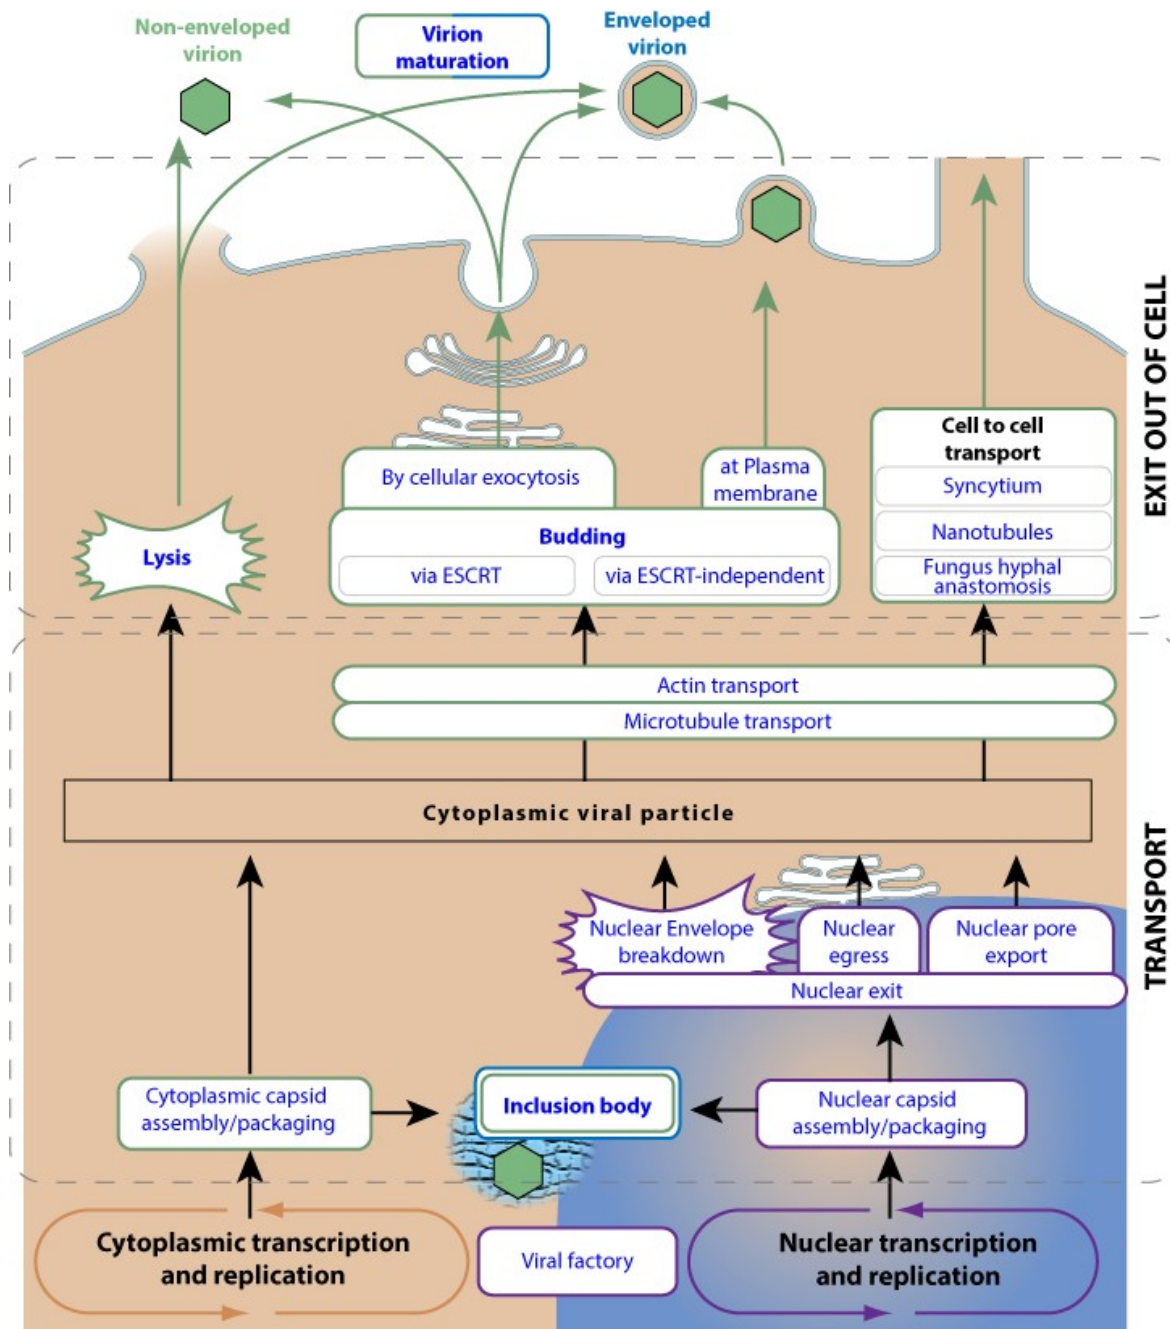 Non-enveloped
virion
Virion
maturation
Enveloped
virion
EXIT OUT OF CELL
Cell to cell
transport
Syncytium
Nanotubules
Fungus hyphal
anastomosis
By cellular exocytosis
at Plasma
membrane
Budding
via ESCRT
via ESCRT-independent
Lysis
TRANSPORT
Actin transport
Microtubule transport
Cytoplasmic viral particle
Nuclear Envelope
breakdown
Nuclear
egress
Nuclear pore
export
Nuclear exit
Cytoplasmic capsid
assembly/packaging
Inclusion body
Nuclear capsid
assembly/packaging
Cytoplasmic transcription
and replication
Viral factory
Nuclear transcription
and replication